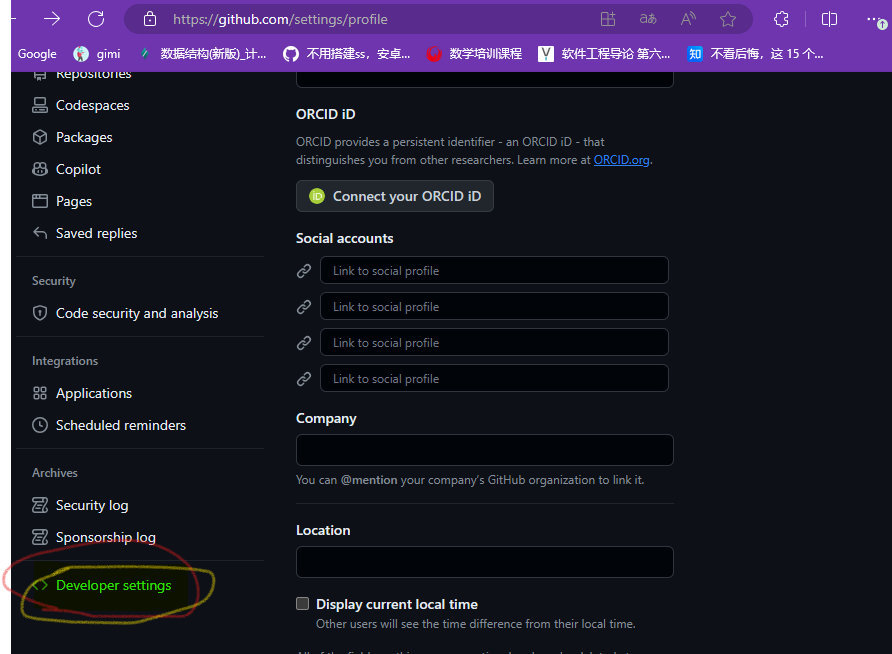 https://github.com/settings/profile
Google
gimi
数据结构(新版)_计...
不用搭建ss，安卓...
数学培训课程
软件工程导论 第六...
知
不看后悔，这 15 个...
Repositories
Codespaces
Packages
Copilot
Pages
Saved replies
Security
Code security and analysis
Integrations
Applications
Scheduled reminders
Archives
Security log
Sponsorship log
Developer settings
ORCID iD
ORCID provides a persistent identifier - an ORCID iD - that
distinguishes you from other researchers. Learn more at ORCID.org.
iD Connect your ORCID iD
Social accounts
Link to social profile
Link to social profile
Link to social profile
Link to social profile
Company
You can @mention your company's GitHub organization to link it.
Location
Display current local time
Other users will see the time difference from their local time.